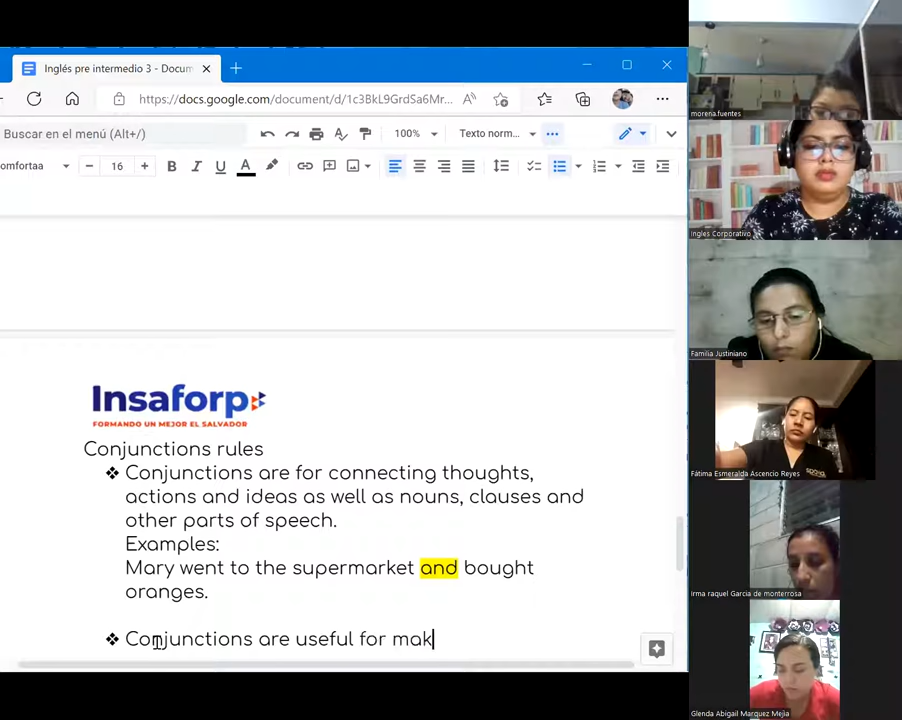 Inglés pre intermedio 3 - Docum
https://docs.google.com/document/d/1c3BkL9GrdSa6Mr...
Buscar en el menú (Alt+/)
100%
Texto norm...
omfortaa
16
B I U A
Insaforp
FORMANDO UN MEJOR EL SALVADOR
Conjunctions rules
❖ Conjunctions are for connecting thoughts,
actions and ideas as well as nouns, clauses and
other parts of speech.
Examples:
Mary went to the supermarket and bought
oranges.
❖ Conjunctions are useful for mak
morena.fuentes
Ingles Corporativo
Familia Justiniano
Fátima Esmeralda Ascencio Reyes
Irma raquel Garcia de monterrosa
Glenda Abigail Marquez Mejia